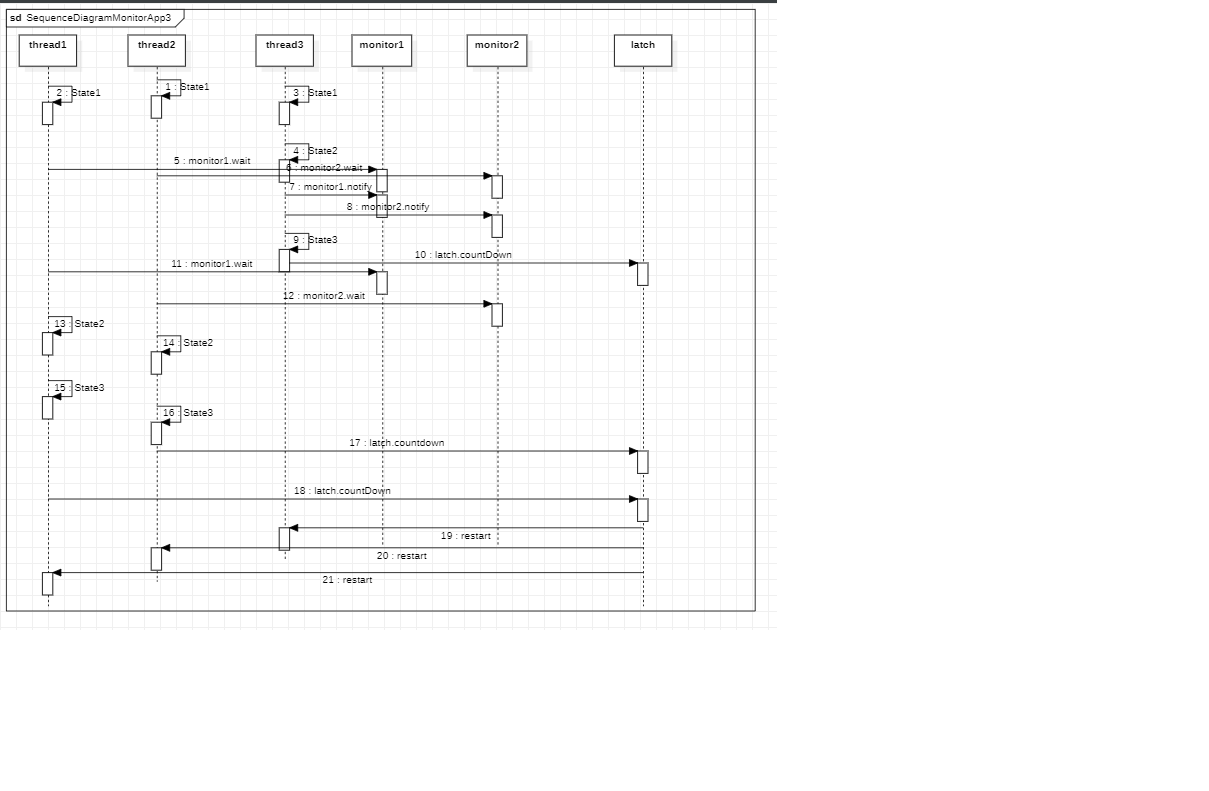 sd SequenceDiagramMonitorApp3
thread1
thread2
thread3
monitor1
monitor2
latch
1 : State1
2 : State1
3 : State1
4 : State2
5 : monitor1.wait
6 : monitor2.wait
7 : monitor1.notify
8 : monitor2.notify
9 : State3
10 : latch.countDown
11 : monitor1.wait
12 : monitor2.wait
13 : State2
14 : State2
15 : State3
16 : State3
17 : latch.countdown
18 : latch.countDown
19 : restart
20 : restart
21 : restart